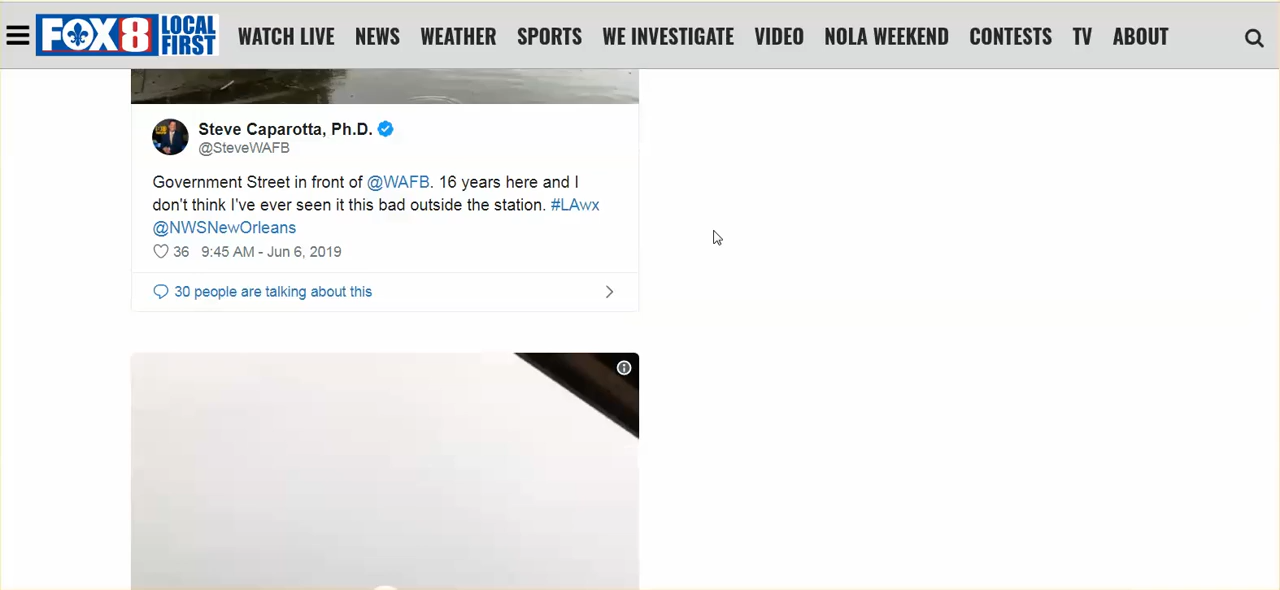 FOX 8 LOCAL FIRST WATCH LIVE NEWS WEATHER SPORTS WE INVESTIGATE VIDEO NOLA WEEKEND CONTESTS TV ABOUT
Steve Caparotta, Ph.D.
@SteveWAFB
Government Street in front of @WAFB. 16 years here and I
don't think I've ever seen it this bad outside the station. #LAwx
@NWSNewOrleans
36 9:45 AM - Jun 6, 2019
30 people are talking about this